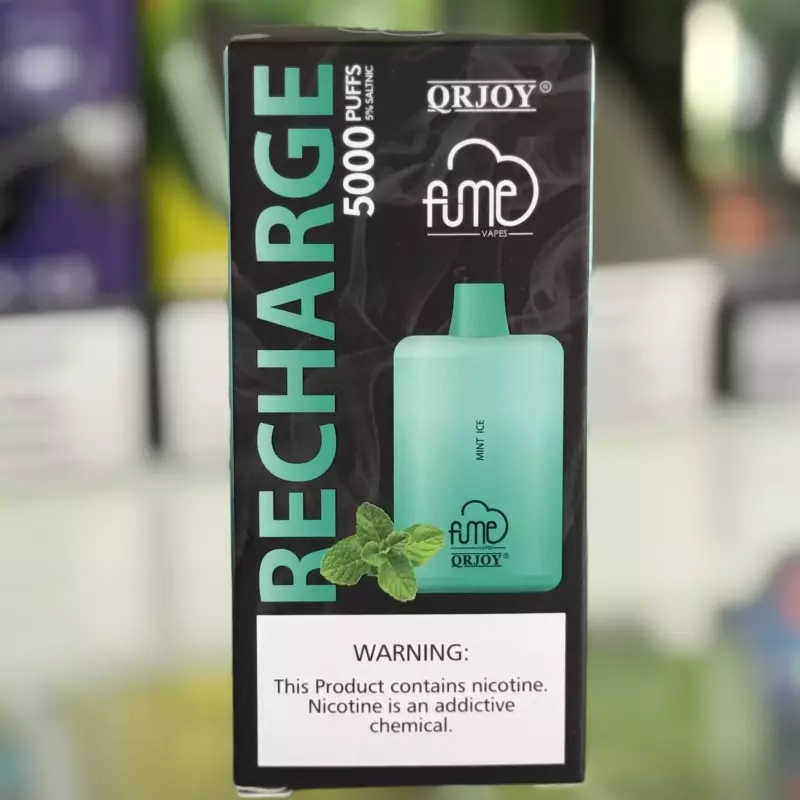 RECHARGE
5000 PUFFS
5% SALTNIC
QRJOY®
fume
VAPES
MINT ICE
fume
VAPES
QRJOY®
WARNING:
This Product contains nicotine.
Nicotine is an addictive
chemical.